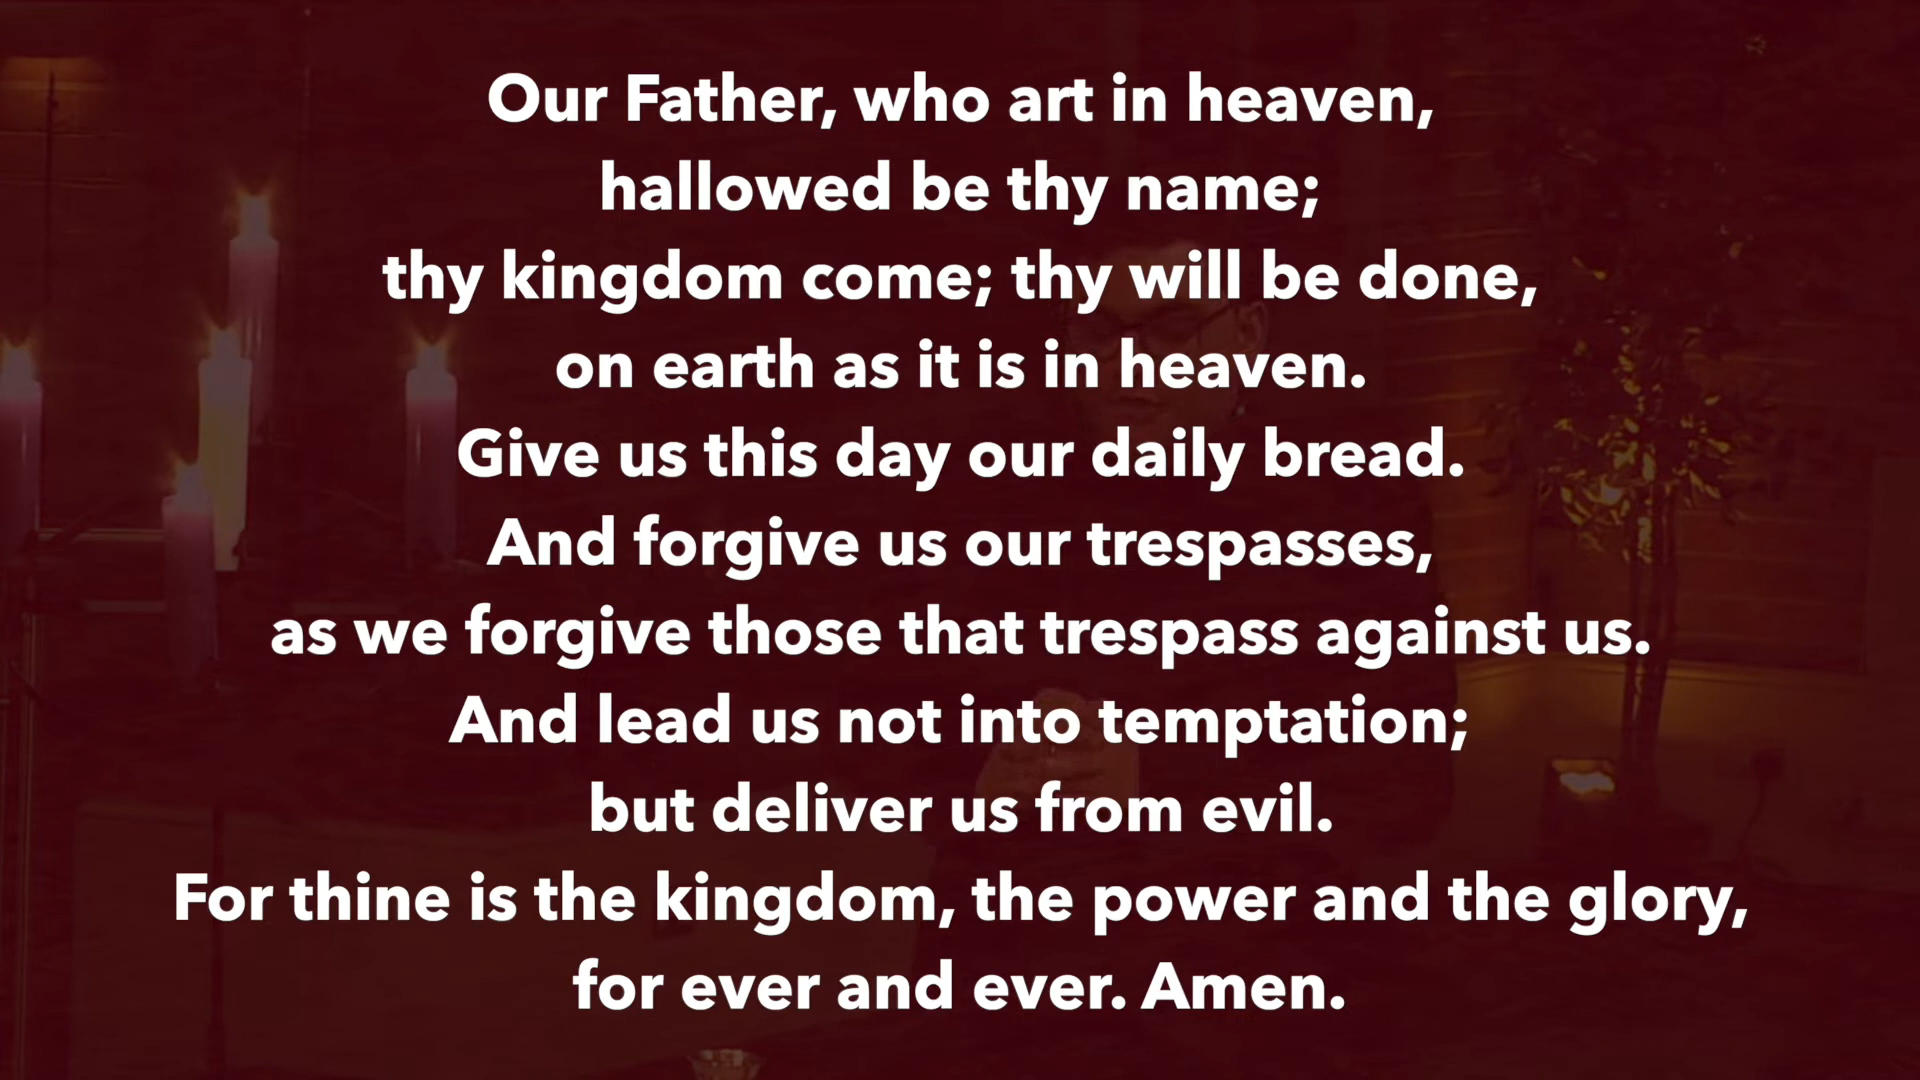 Our Father, who art in heaven,
hallowed be thy name;
thy kingdom come; thy will be done,
on earth as it is in heaven.
Give us this day our daily bread.
And forgive us our trespasses,
as we forgive those that trespass against us.
And lead us not into temptation;
but deliver us from evil.
For thine is the kingdom, the power and the glory,
for ever and ever. Amen.